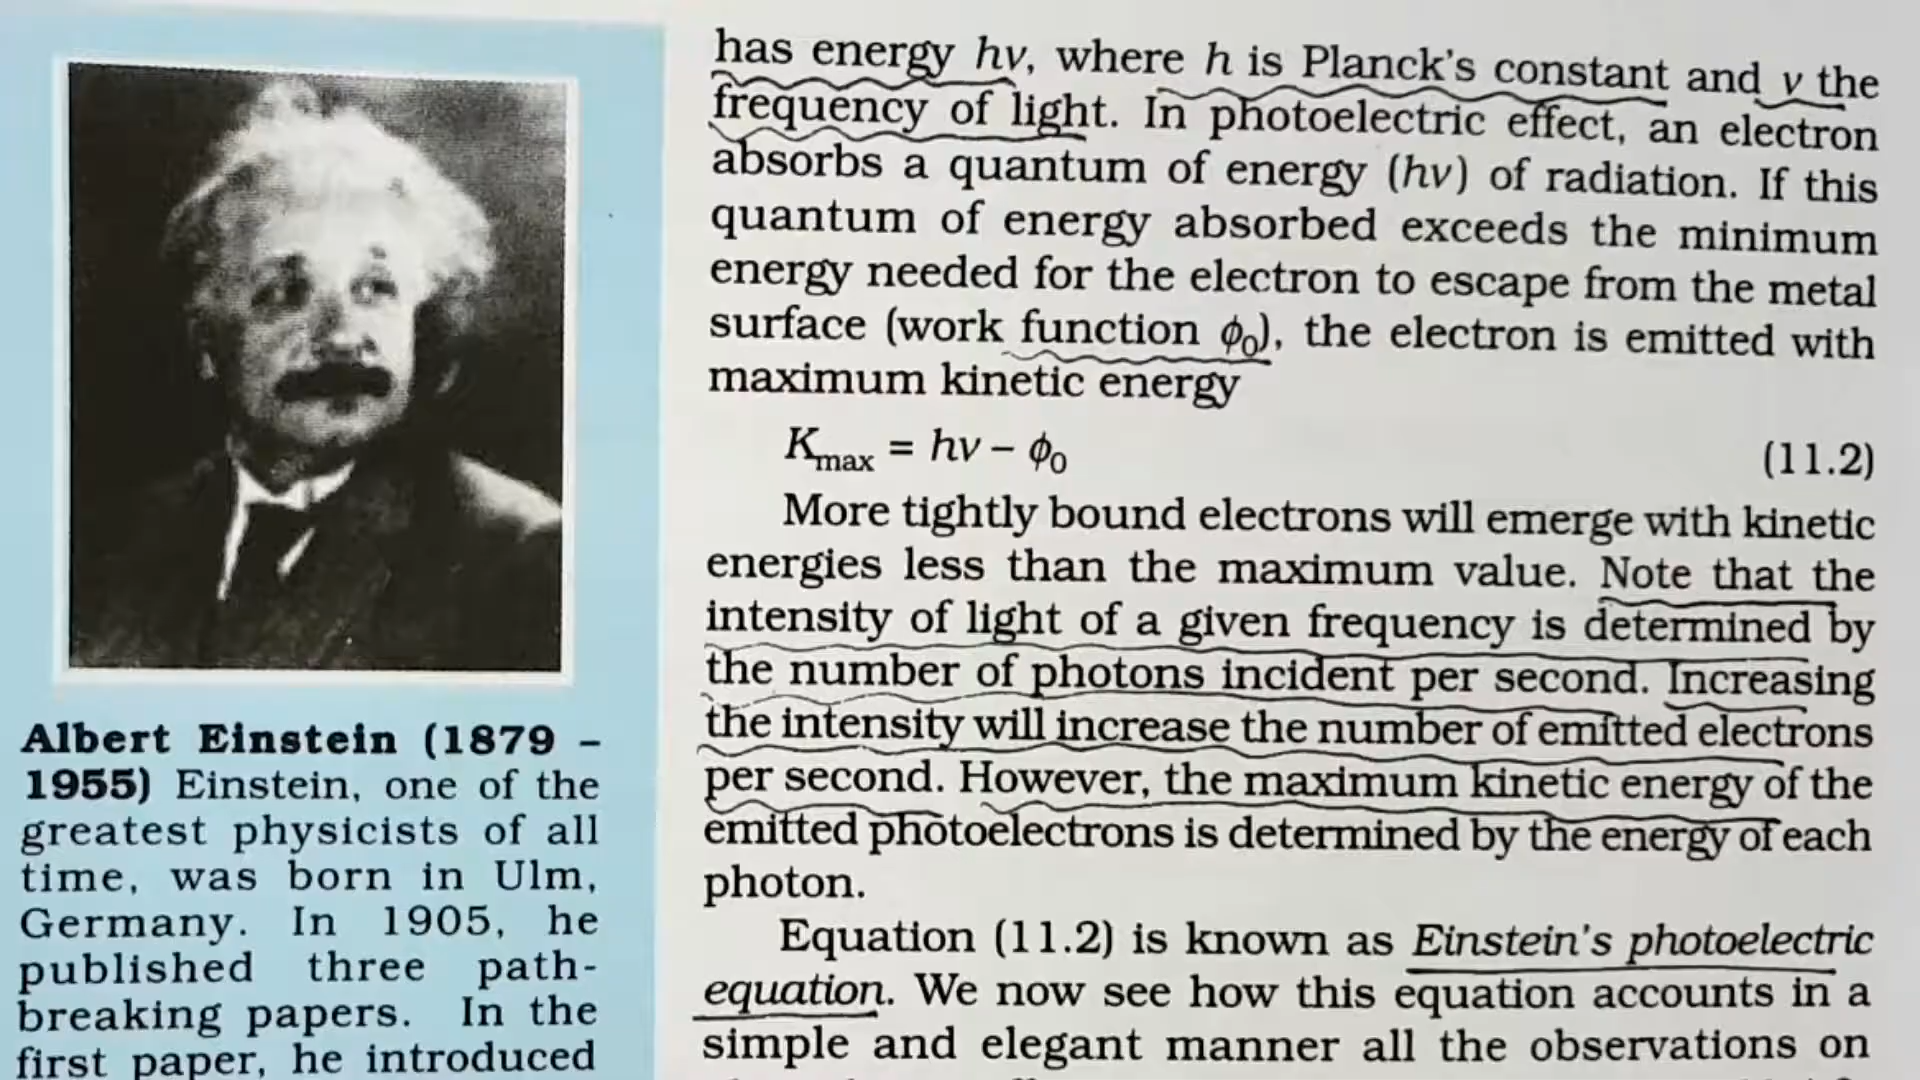 has energy hν, where h is Planck's constant and ν the
frequency of light. In photoelectric effect, an electron
absorbs a quantum of energy (hν) of radiation. If this
quantum of energy absorbed exceeds the minimum
energy needed for the electron to escape from the metal
surface (work function ϕ₀), the electron is emitted with
maximum kinetic energy
Kmax = hν – ϕ₀ (11.2)
More tightly bound electrons will emerge with kinetic
energies less than the maximum value. Note that the
intensity of light of a given frequency is determined by
the number of photons incident per second. Increasing
the intensity will increase the number of emitted electrons
per second. However, the maximum kinetic energy of the
emitted photoelectrons is determined by the energy of each
photon.
Equation (11.2) is known as Einstein's photoelectric
equation. We now see how this equation accounts in a
simple and elegant manner all the observations on
Albert Einstein (1879 –
1955) Einstein, one of the
greatest physicists of all
time, was born in Ulm,
Germany. In 1905, he
published three path-
breaking papers. In the
first paper, he introduced